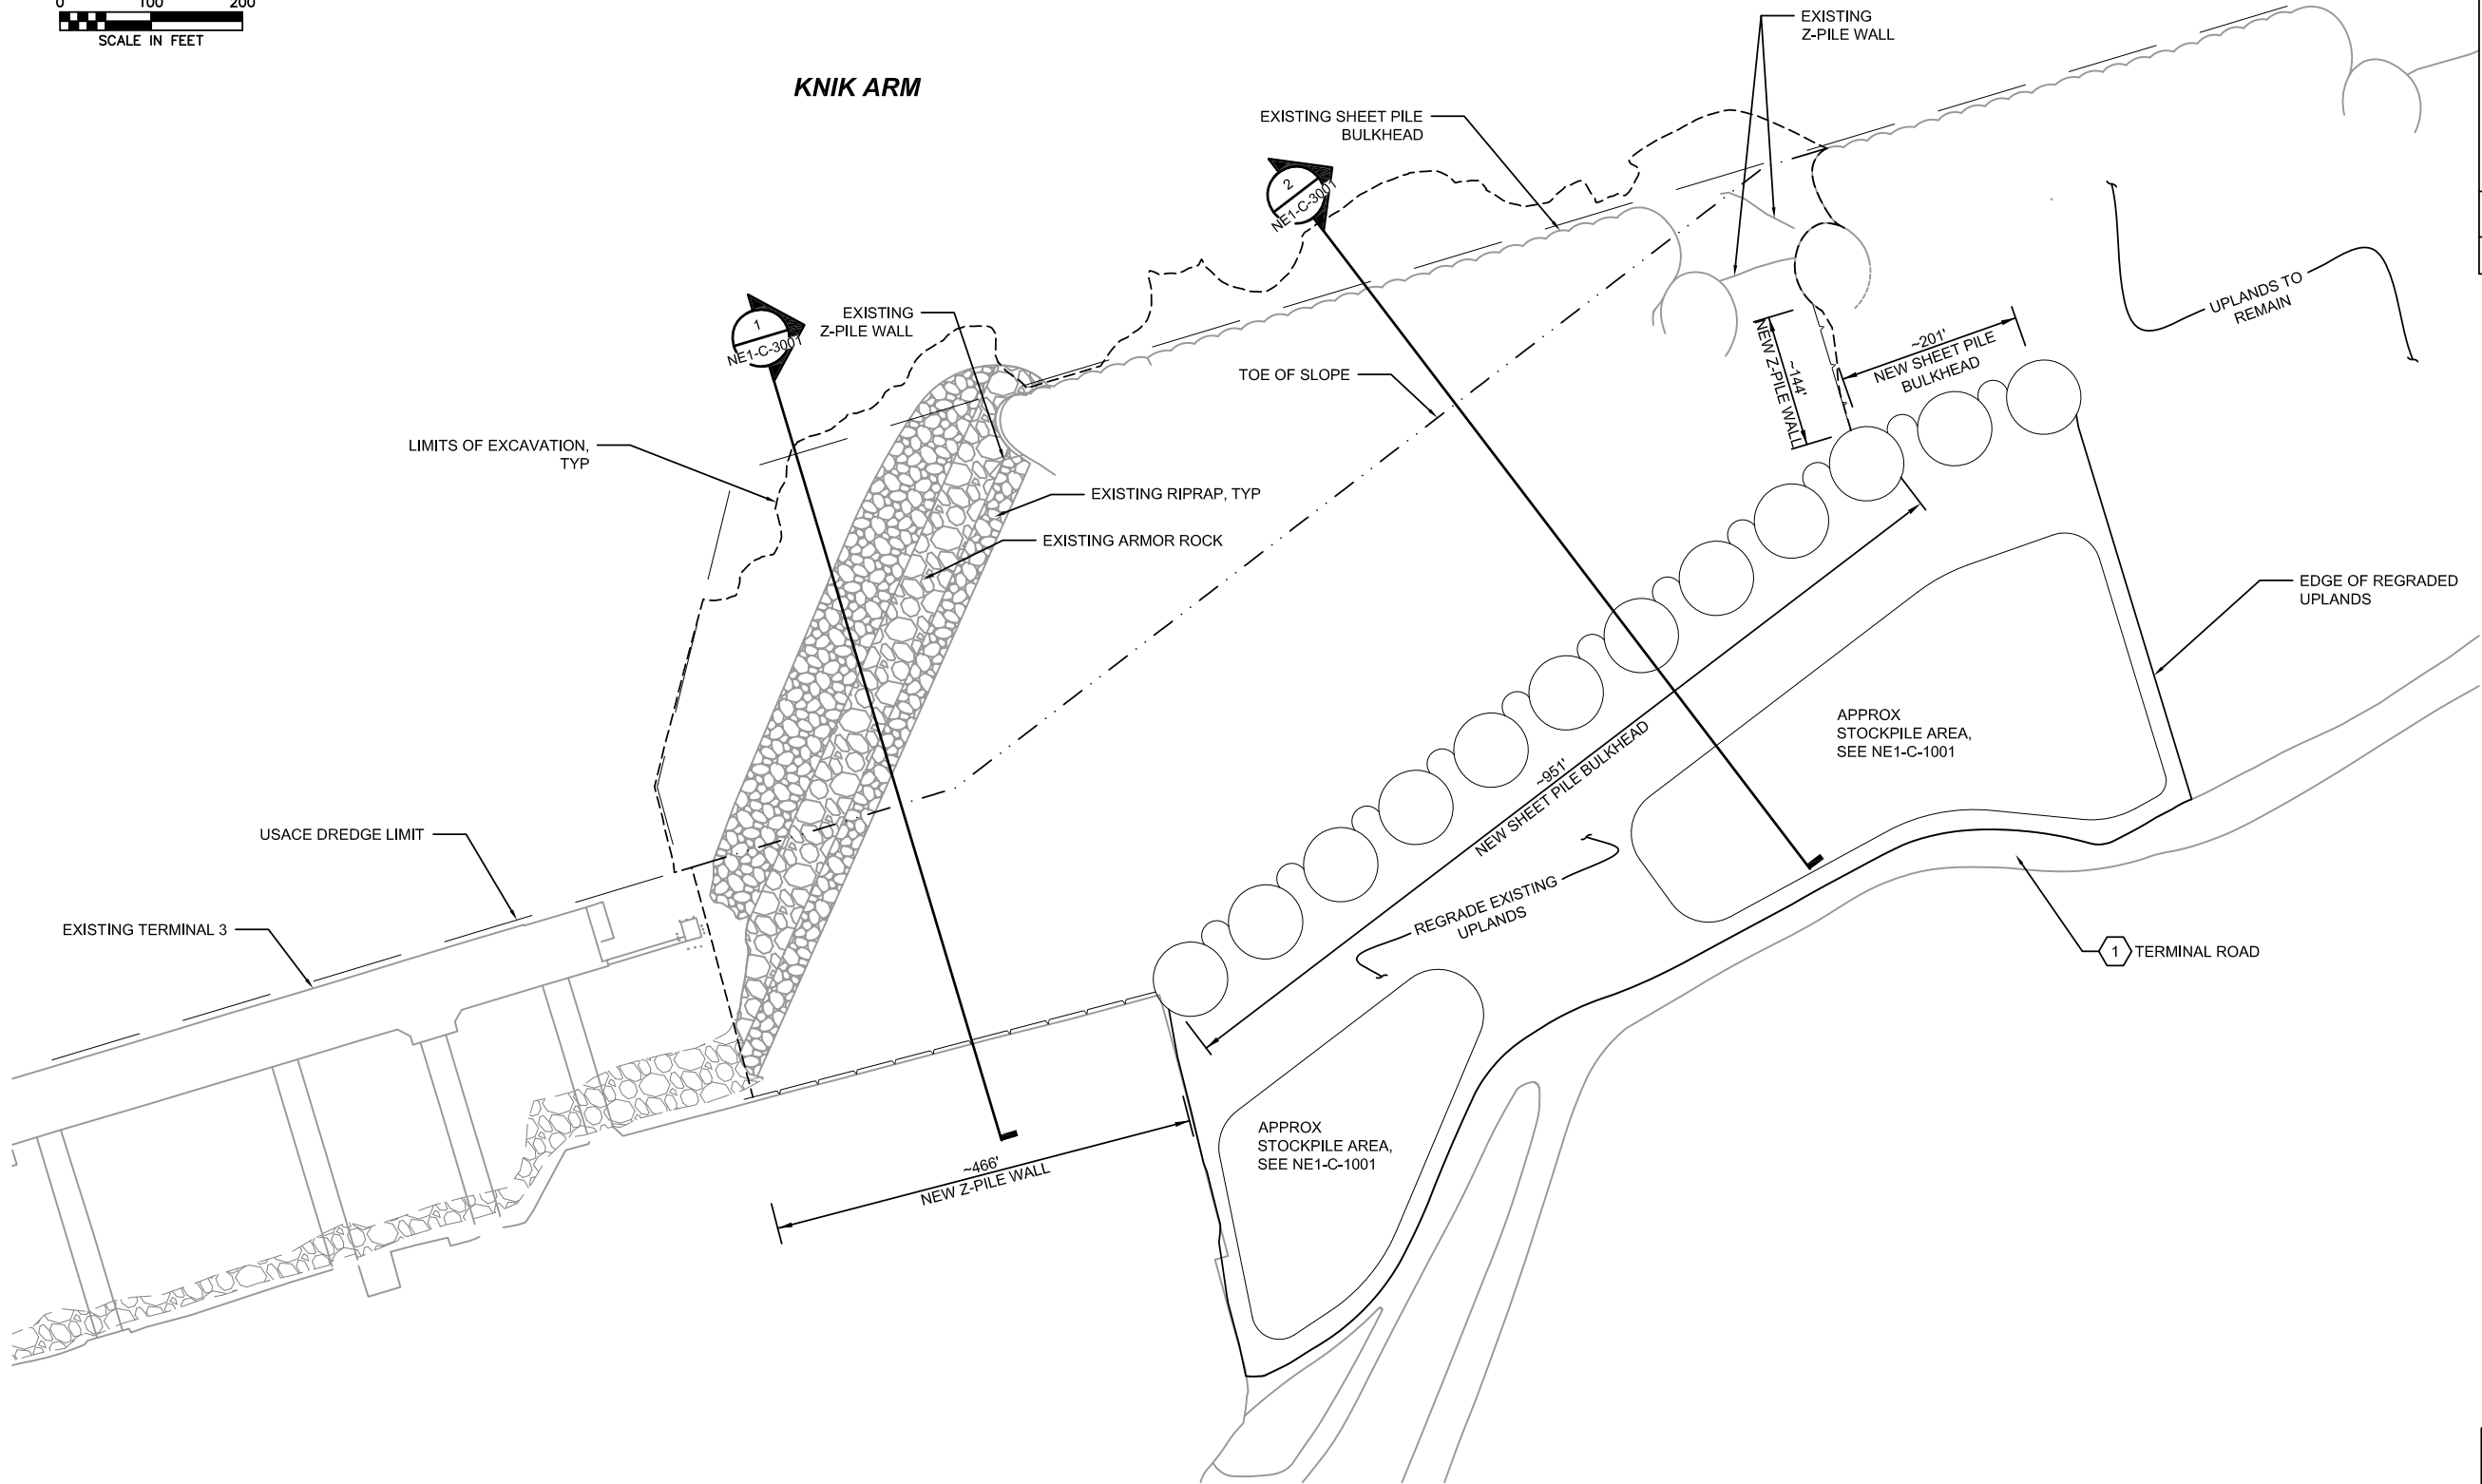 0 100 200
SCALE IN FEET
KNIK ARM
EXISTING
Z-PILE WALL
EXISTING SHEET PILE
BULKHEAD
2
NE1-C-3001
1
NE1-C-3001
EXISTING
Z-PILE WALL
UPLANDS TO
REMAIN
~201'
NEW SHEET PILE
BULKHEAD
~144'
NEW Z-PILE WALL
TOE OF SLOPE
LIMITS OF EXCAVATION,
TYP
EXISTING RIPRAP, TYP
EXISTING ARMOR ROCK
EDGE OF REGRADED
UPLANDS
APPROX
STOCKPILE AREA,
SEE NE1-C-1001
~951'
NEW SHEET PILE BULKHEAD
USACE DREDGE LIMIT
EXISTING TERMINAL 3
REGRADE EXISTING
UPLANDS
1 TERMINAL ROAD
APPROX
STOCKPILE AREA,
SEE NE1-C-1001
~466'
NEW Z-PILE WALL